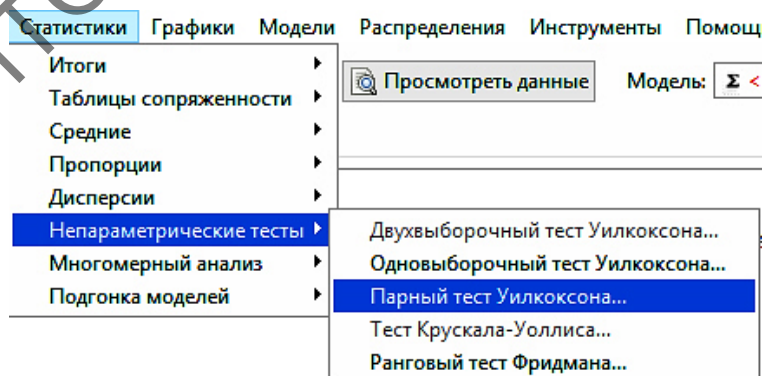 Статистики Графики Модели Распределения Инструменты Помощ
Итоги
Просмотреть данные Модель: Σ <
Таблицы сопряженности
Средние
Пропорции
Дисперсии
Непараметрические тесты
Многомерный анализ
Подгонка моделей
Двухвыборочный тест Уилкоксона...
Одновыборочный тест Уилкоксона...
Парный тест Уилкоксона...
Тест Крускала-Уоллиса...
Ранговый тест Фридмана...